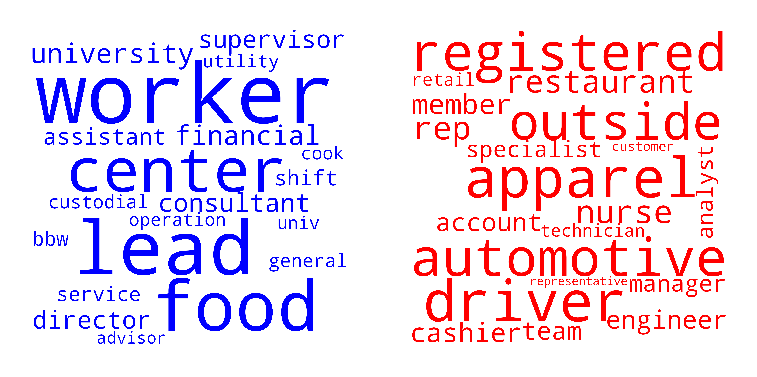 university supervisor
utility
worker
assistant financial
cook
center shift
custodial consultant
operation univ
bbw lead general
service food
director
advisor
registered
retail restaurant
member outside
rep
specialist customer
apparel analyst
account nurse
technician
automotive
representative manager
driver
cashier team engineer